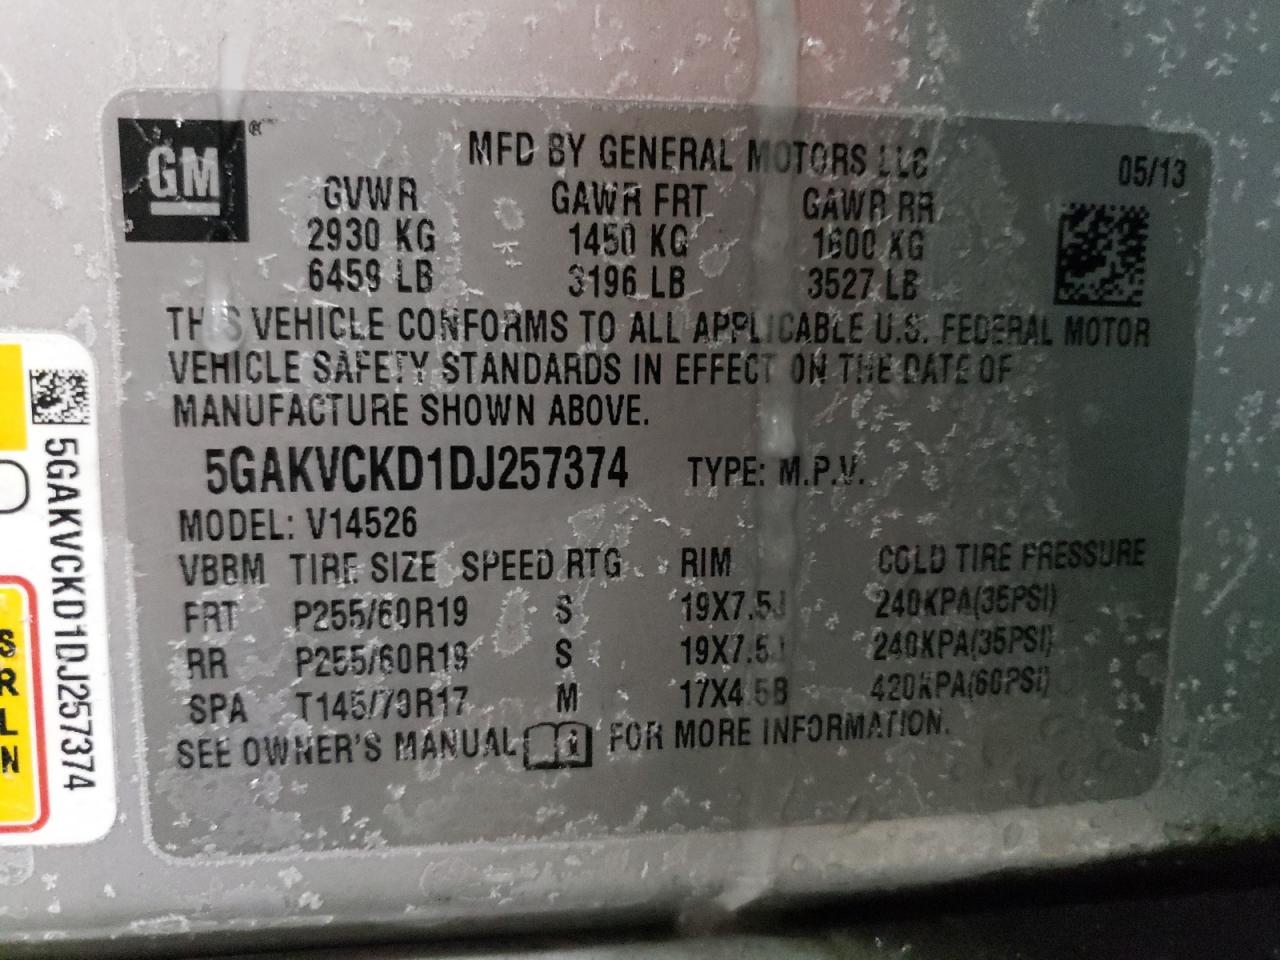 GM ®
MFD BY GENERAL MOTORS LLC 05/13
GVWR GAWR FRT GAWR RR
2930 KG 1450 KG 1600 KG
6459 LB 3196 LB 3527 LB
THIS VEHICLE CONFORMS TO ALL APPLICABLE U.S. FEDERAL MOTOR
VEHICLE SAFETY STANDARDS IN EFFECT ON THE DATE OF
MANUFACTURE SHOWN ABOVE.
5GAKVCKD1DJ257374 TYPE: M.P.V.
MODEL: V14526
VBBM TIRE SIZE SPEED RTG RIM COLD TIRE PRESSURE
FRT P255/60R19 S 19X7.5J 240KPA(35PSI)
RR P255/60R19 S 19X7.5J 240KPA(35PSI)
SPA T145/70R17 M 17X4.5B 420KPA(60PSI)
SEE OWNER'S MANUAL FOR MORE INFORMATION.
5GAKVCKD1DJ257374
S
R
L
N